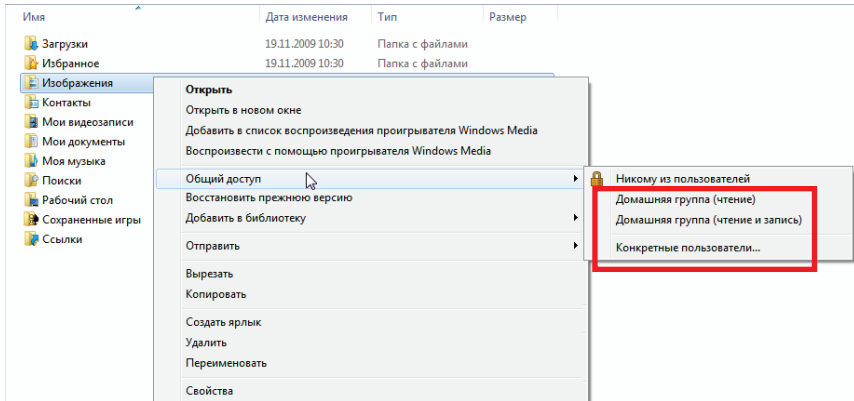 Имя Дата изменения Тип Размер
Загрузки 19.11.2009 10:30 Папка с файлами
Избранное 19.11.2009 10:30 Папка с файлами
Изображения
Контакты
Мои видеозаписи
Мои документы
Моя музыка
Поиски
Рабочий стол
Сохраненные игры
Ссылки
Открыть
Открыть в новом окне
Добавить в список воспроизведения проигрывателя Windows Media
Воспроизвести с помощью проигрывателя Windows Media
Общий доступ
Восстановить прежнюю версию
Добавить в библиотеку
Отправить
Вырезать
Копировать
Создать ярлык
Удалить
Переименовать
Свойства
Никому из пользователей
Домашняя группа (чтение)
Домашняя группа (чтение и запись)
Конкретные пользователи...